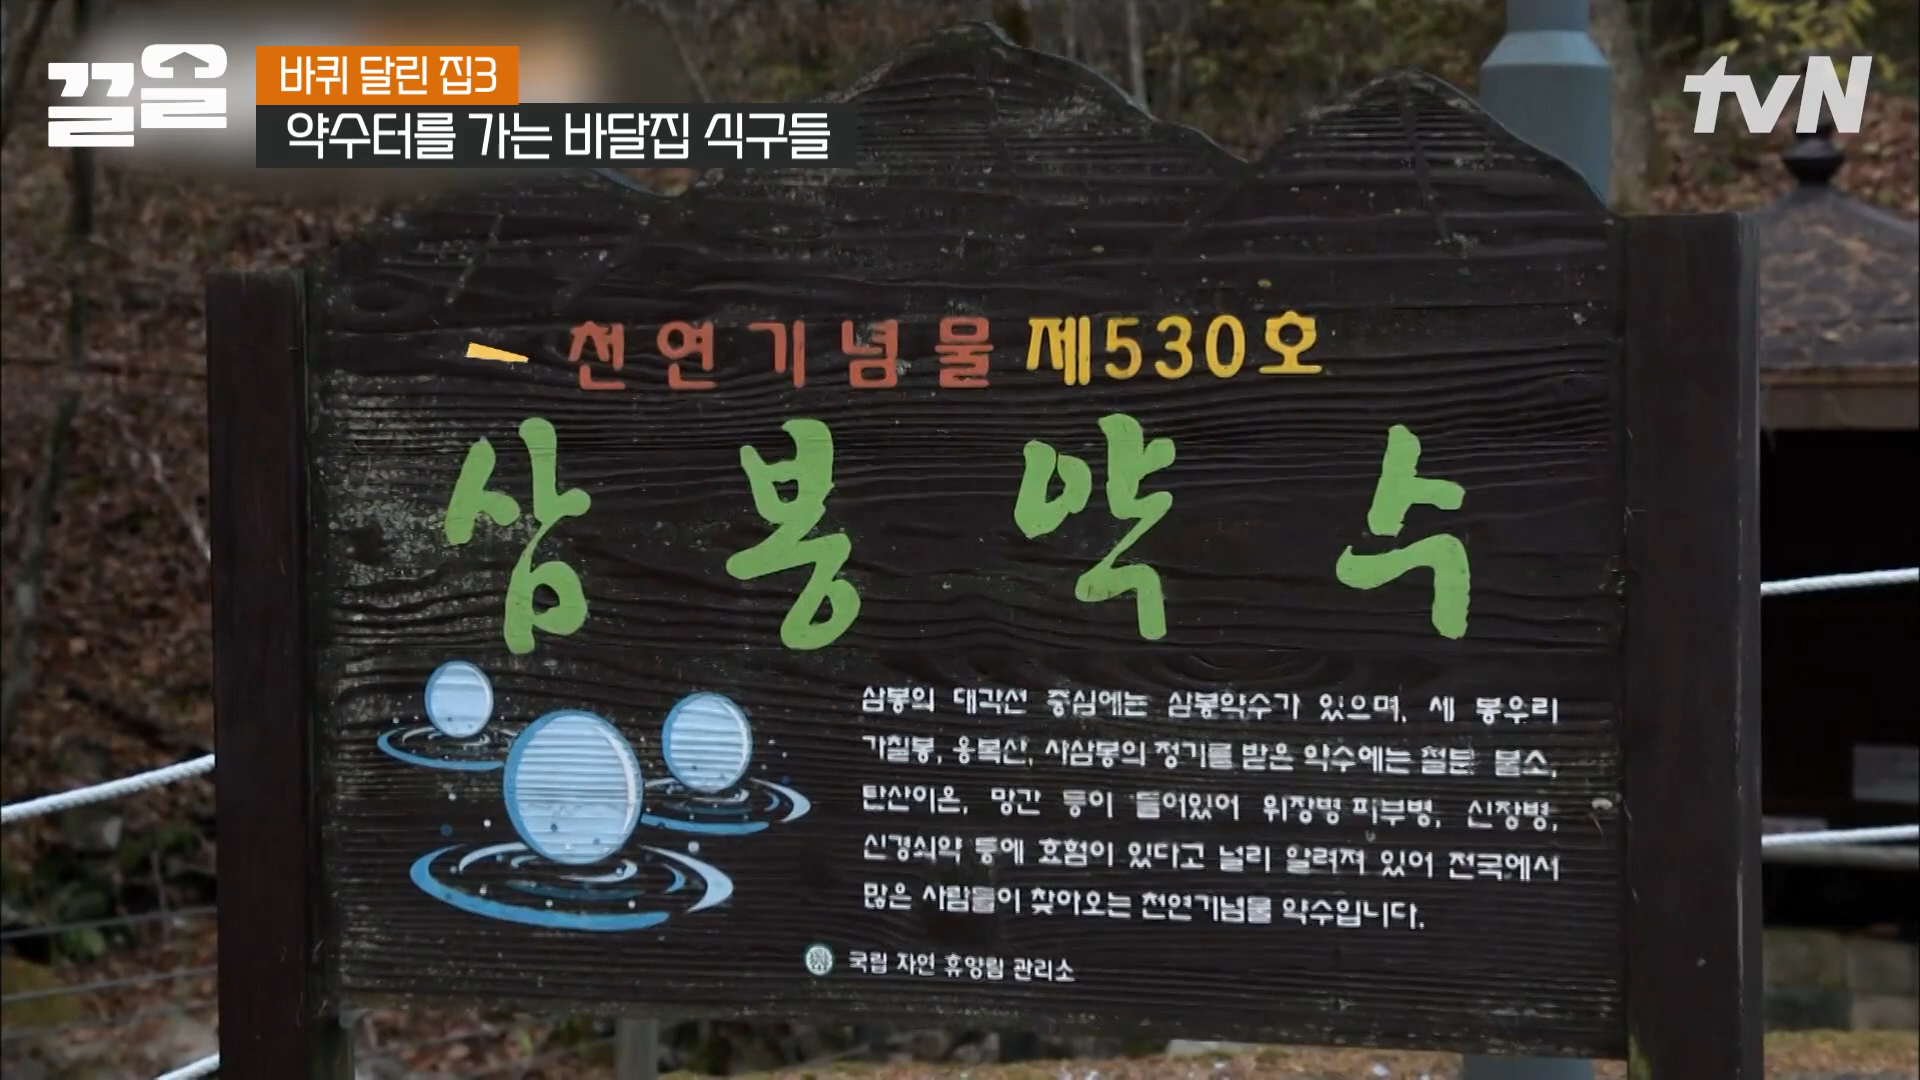 끌올
바퀴 달린 집3
약수터를 가는 바달집 식구들
tvN
천연기념물 제530호
삼봉약수
삼봉의 대각선 중심에는 삼봉약수가 있으며, 세 봉우리
가칠봉, 응복산, 사삼봉의 정기를 받은 약수에는 철분 불소,
탄산이온, 망간 등이 들어있어 위장병 피부병, 신장병,
신경쇠약 등에 효험이 있다고 널리 알려져 있어 전국에서
많은 사람들이 찾아오는 천연기념물 약수입니다.
국립 자연 휴양림 관리소